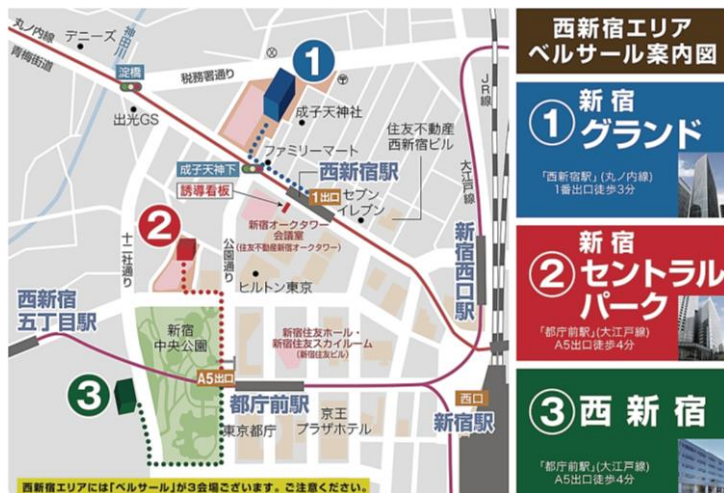 丸ノ内線
青梅街道
デニーズ
神田川
淀橋
税務署通り
出光GS
1
成子天神社
ファミリーマート
成子天神下
西新宿駅
1出口
セブン
イレブン
住友不動産
西新宿ビル
JR線
大江戸線
誘導看板
新宿オークタワー
会議室
(住友不動産新宿オークタワー)
2
十二社通り
公園通り
ヒルトン東京
新宿西口駅
西新宿
五丁目駅
新宿
中央公園
新宿住友ホール・
新宿住友スカイルーム
(新宿住友ビル)
3
A5出口
都庁前駅
東京都庁
京王
プラザホテル
西口
新宿駅
西新宿エリアには「ベルサール」が3会場ございます。ご注意ください。
西新宿エリア
ベルサール案内図
① 新宿
グランド
「西新宿駅」(丸ノ内線)
1番出口徒歩3分
② 新宿
セントラル
パーク
「都庁前駅」(大江戸線)
A5出口徒歩4分
③ 西新宿
「都庁前駅」(大江戸線)
A5出口徒歩4分